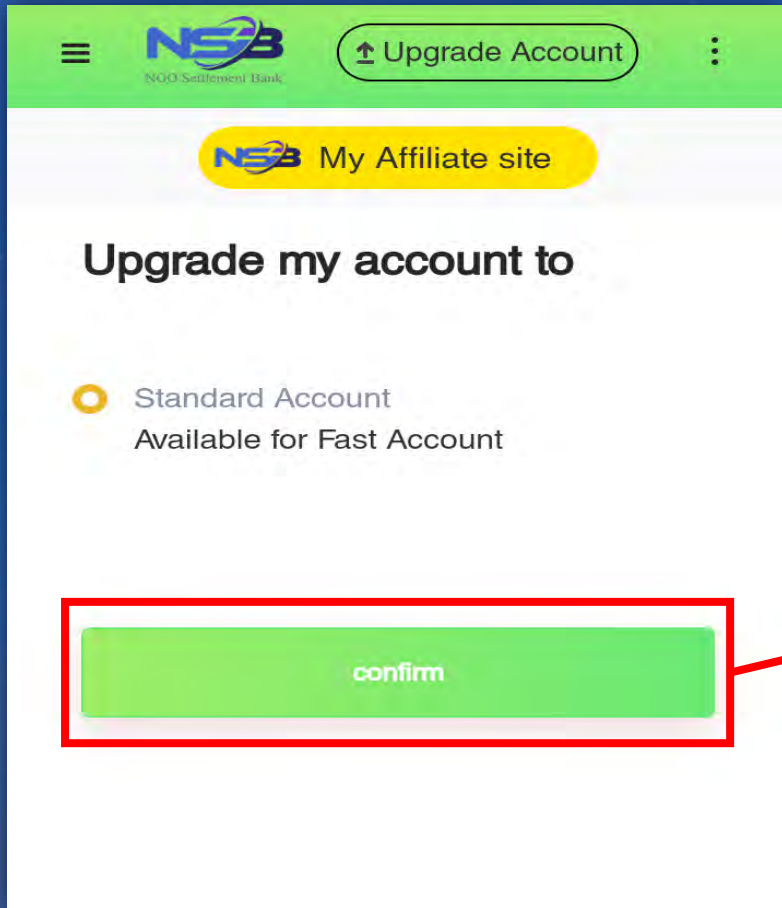 NSB
NGO Settlement Bank
Upgrade Account
NSB My Affiliate site
Upgrade my account to
Standard Account
Available for Fast Account
confirm